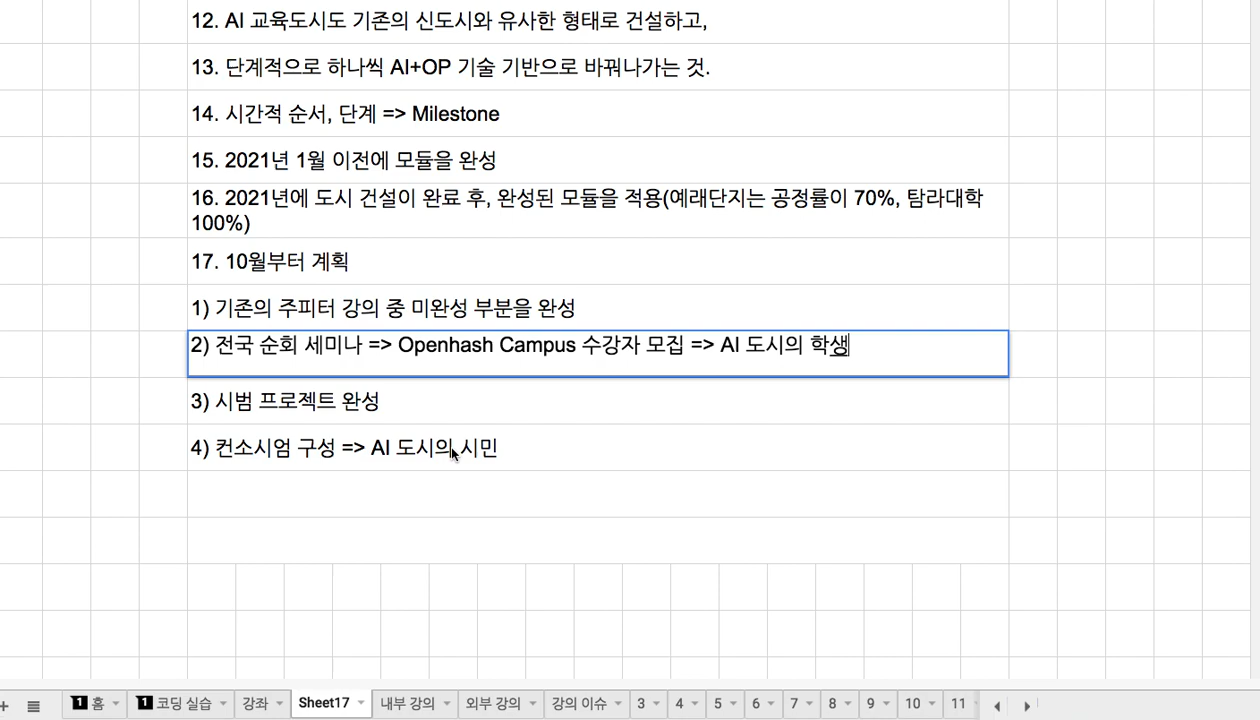 12. AI 교육도시도 기존의 신도시와 유사한 형태로 건설하고,
13. 단계적으로 하나씩 AI+OP 기술 기반으로 바꿔나가는 것.
14. 시간적 순서, 단계 => Milestone
15. 2021년 1월 이전에 모듈을 완성
16. 2021년에 도시 건설이 완료 후, 완성된 모듈을 적용(예래단지는 공정률이 70%, 탐라대학
100%)
17. 10월부터 계획
1) 기존의 주피터 강의 중 미완성 부분을 완성
2) 전국 순회 세미나 => Openhash Campus 수강자 모집 => AI 도시의 학생
3) 시범 프로젝트 완성
4) 컨소시엄 구성 => AI 도시의 시민
1 홈 1 코딩 실습 강좌 Sheet17 내부 강의 외부 강의 강의 이슈 3 4 5 6 7 8 9 10 11